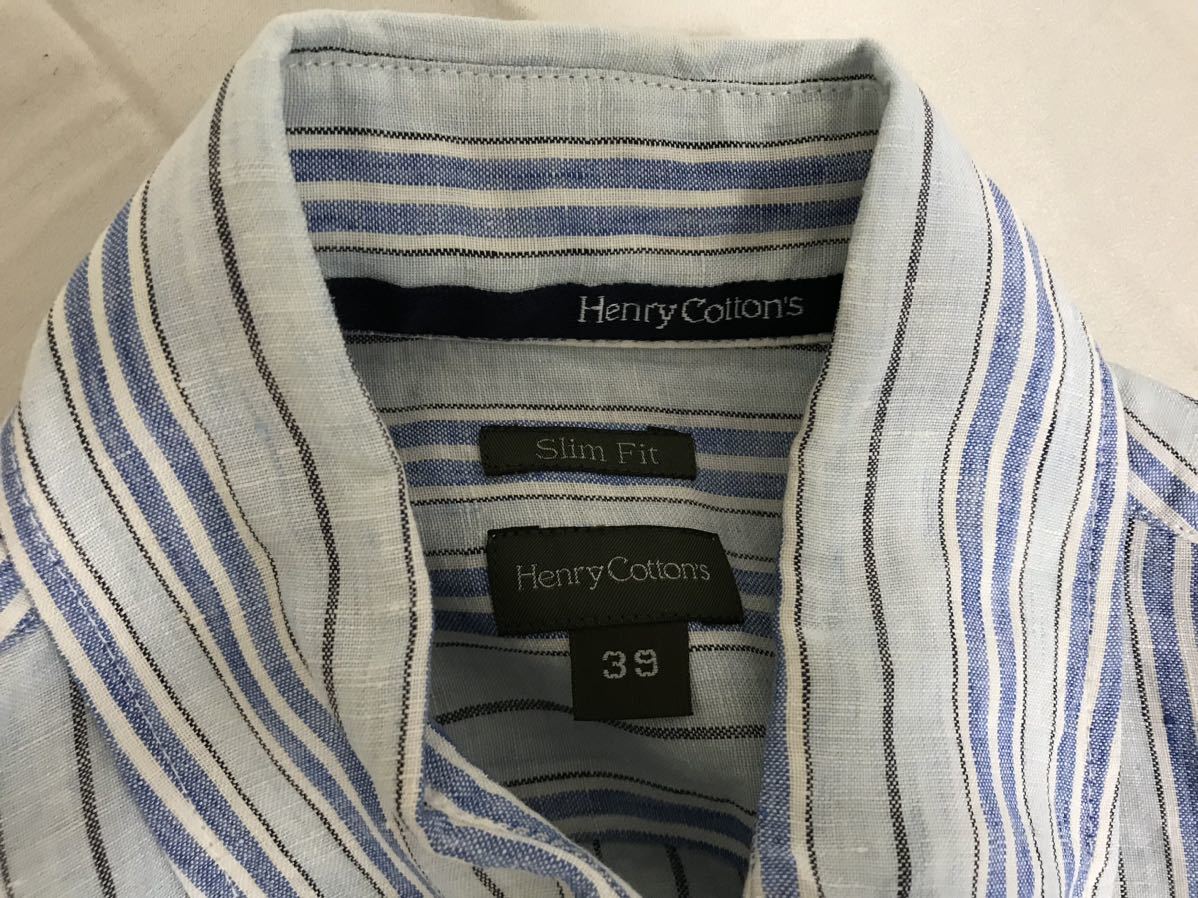 Henry Cotton's
Slim Fit
Henry Cotton's
39